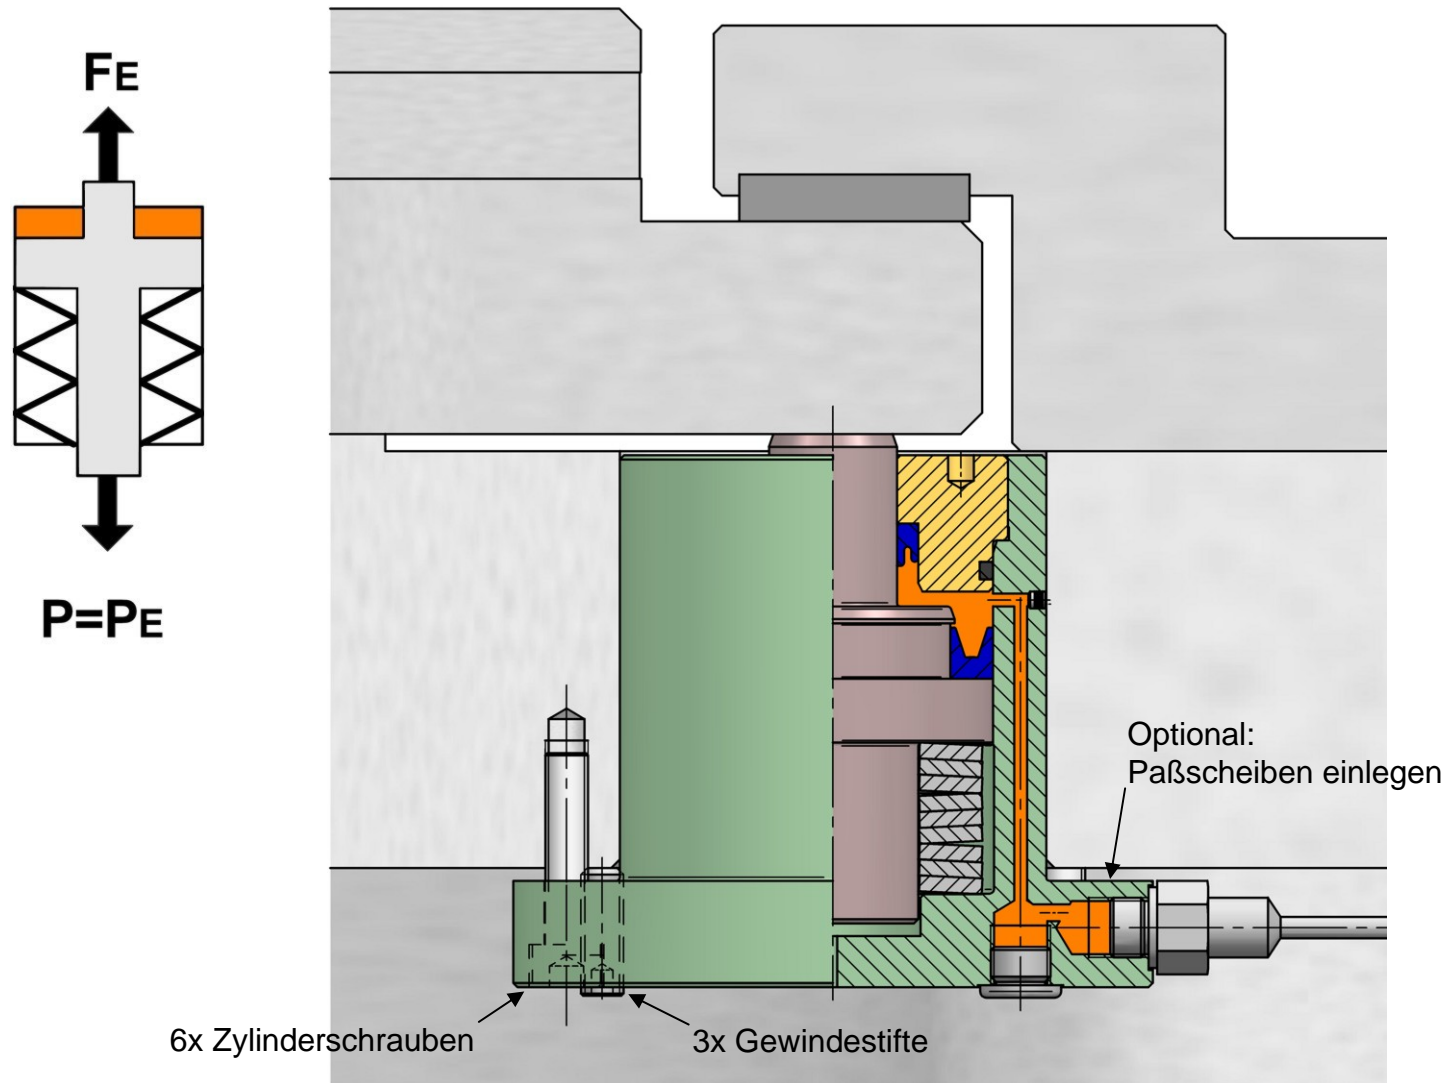 FE
P=PE
Optional:
Paßscheiben einlegen
6x Zylinderschrauben
3x Gewindestifte